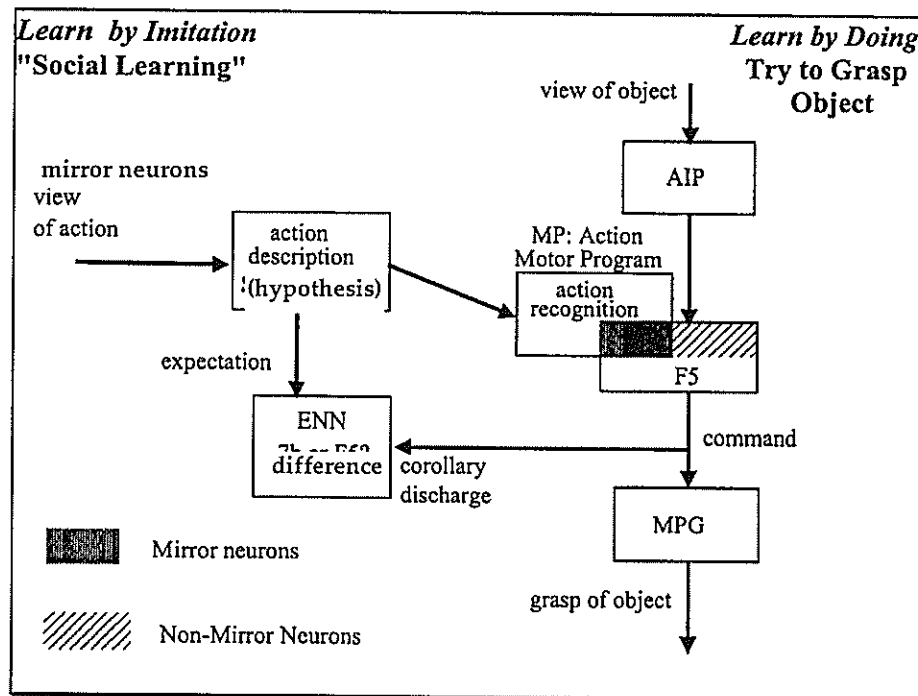 Learn by Imitation
"Social Learning"
Learn by Doing
Try to Grasp
Object
view of object
AIP
mirror neurons
view
of action
action
description
(hypothesis)
MP: Action
Motor Program
action
recognition
F5
expectation
command
ENN
difference
corollary
discharge
MPG
Mirror neurons
grasp of object
Non-Mirror Neurons